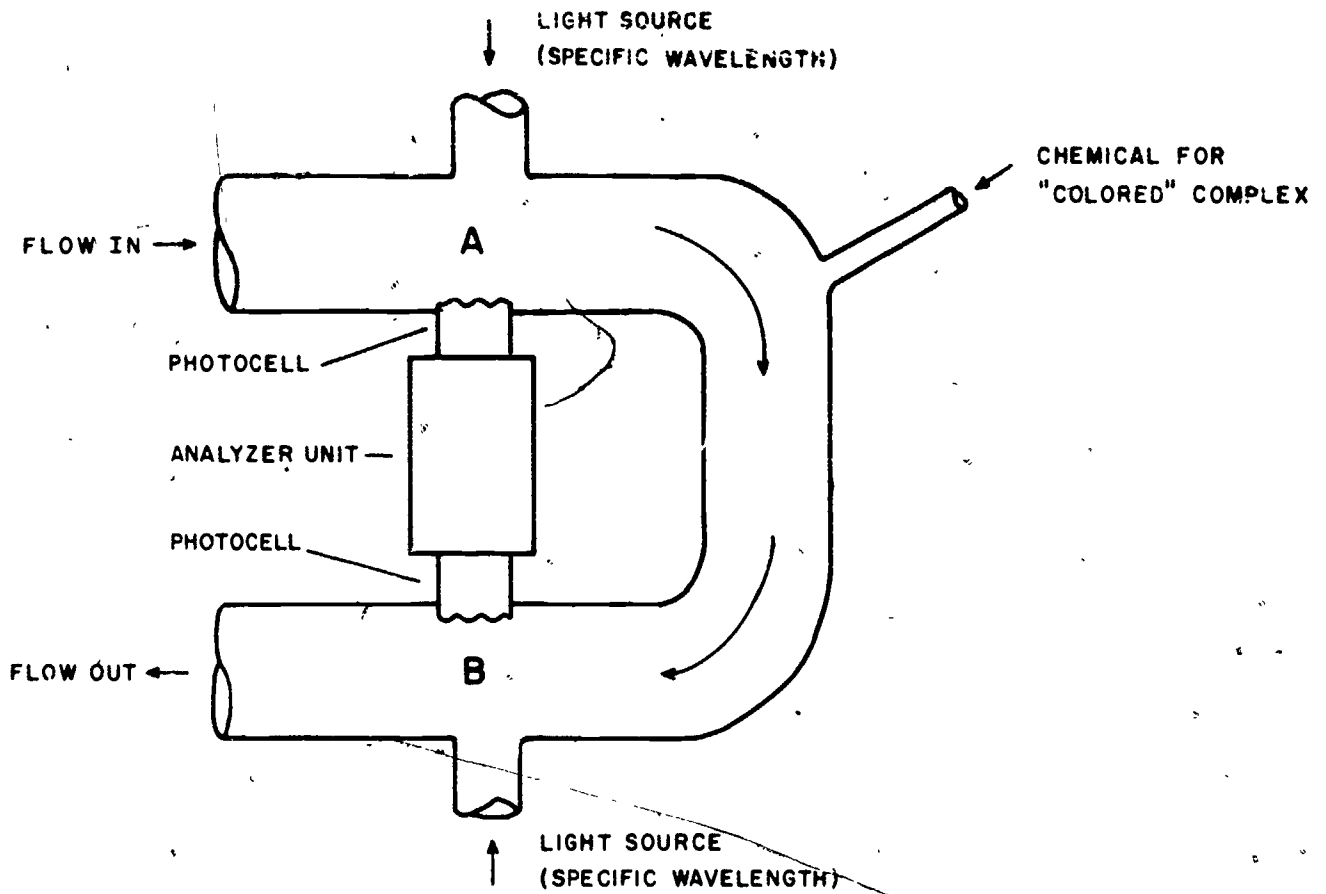 LIGHT SOURCE
(SPECIFIC WAVELENGTH)
CHEMICAL FOR
"COLORED" COMPLEX
A
FLOW IN
PHOTOCELL
ANALYZER UNIT
PHOTOCELL
B
FLOW OUT
LIGHT SOURCE
(SPECIFIC WAVELENGTH)